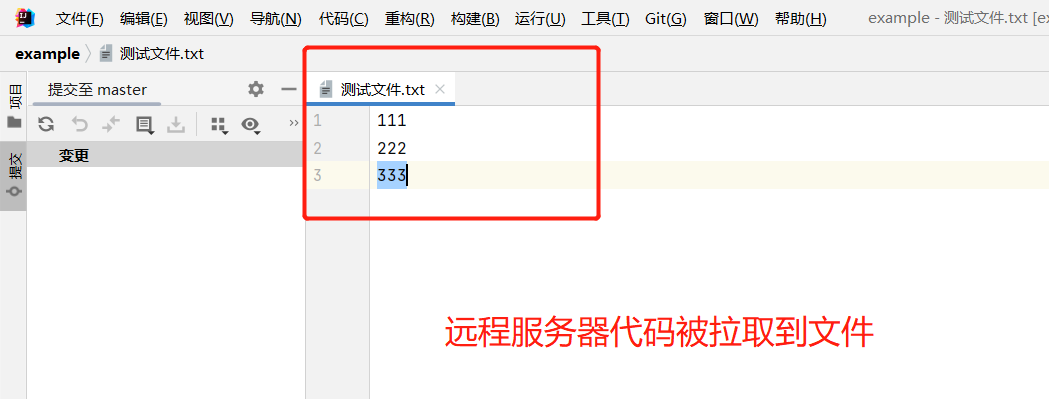 文件(F) 编辑(E) 视图(V) 导航(N) 代码(C) 重构(R) 构建(B) 运行(U) 工具(T) Git(G) 窗口(W) 帮助(H) example - 测试文件.txt [e
example 测试文件.txt
项目
提交
提交至 master
变更
测试文件.txt
1 111
2 222
3 333
远程服务器代码被拉取到文件